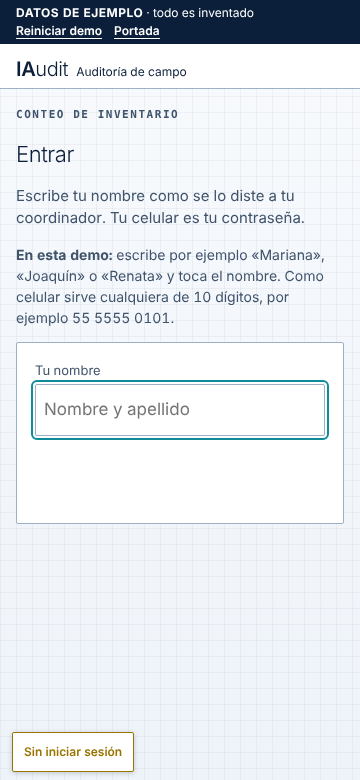 DATOS DE EJEMPLO · todo es inventado
Reiniciar demo Portada
IAudit Auditoría de campo
CONTEO DE INVENTARIO
Entrar
Escribe tu nombre como se lo diste a tu
coordinador. Tu celular es tu contraseña.
En esta demo: escribe por ejemplo «Mariana»,
«Joaquín» o «Renata» y toca el nombre. Como
celular sirve cualquiera de 10 dígitos, por
ejemplo 55 5555 0101.
Tu nombre
Nombre y apellido
Sin iniciar sesión